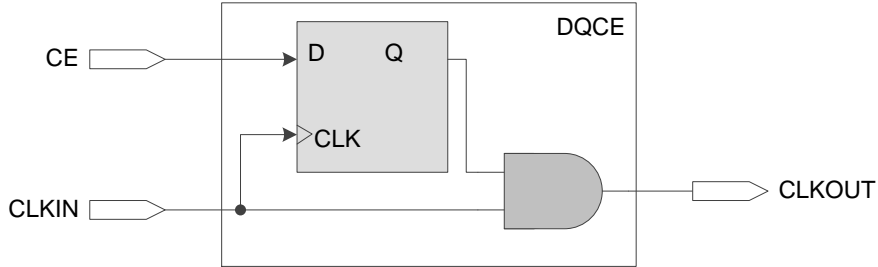 DQCE
CE
D Q
CLK
CLKIN
CLKOUT